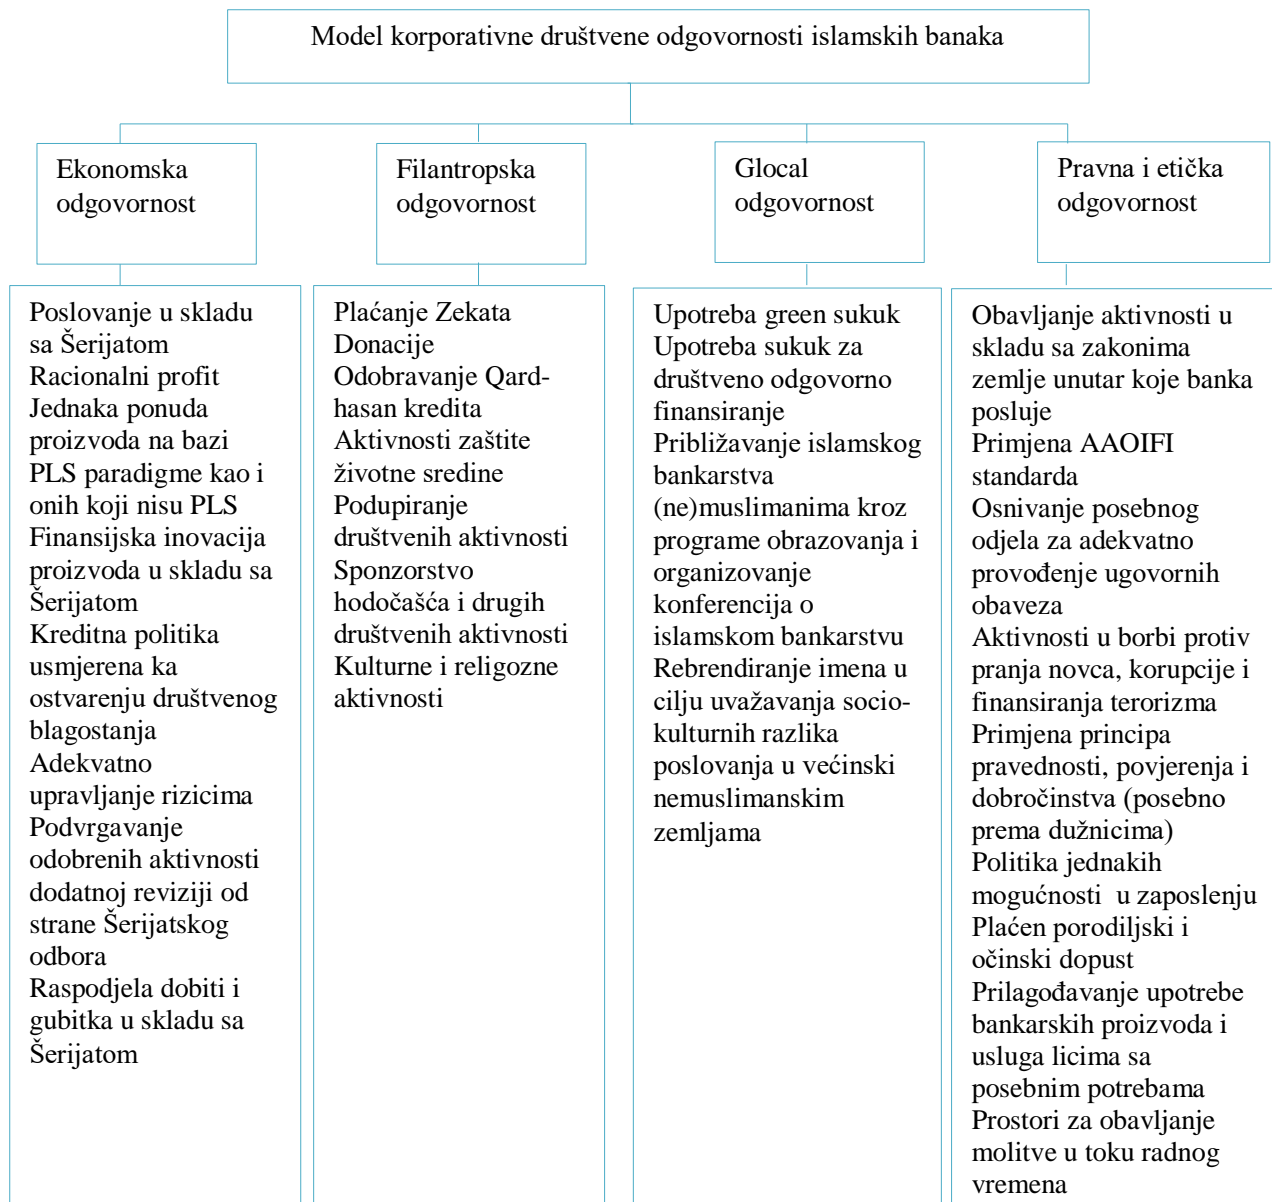 Model korporativne društvene odgovornosti islamskih banaka
Ekonomska
odgovornost
Filantropska
odgovornost
Glocal
odgovornost
Pravna i etička
odgovornost
Poslovanje u skladu
sa Šerijatom
Racionalni profit
Jednaka ponuda
proizvoda na bazi
PLS paradigme kao i
onih koji nisu PLS
Finansijska inovacija
proizvoda u skladu sa
Šerijatom
Kreditna politika
usmjerena ka
ostvarenju društvenog
blagostanja
Adekvatno
upravljanje rizicima
Podvrgavanje
odobrenih aktivnosti
dodatnoj reviziji od
strane Šerijatskog
odbora
Raspodjela dobiti i
gubitka u skladu sa
Šerijatom
Plaćanje Zekata
Donacije
Odobravanje Qard-
hasan kredita
Aktivnosti zaštite
životne sredine
Podupiranje
društvenih aktivnosti
Sponzorstvo
hodočašća i drugih
društvenih aktivnosti
Kulturne i religozne
aktivnosti
Upotreba green sukuk
Upotreba sukuk za
društveno odgovorno
finansiranje
Približavanje islamskog
bankarstva
(ne)muslimanima kroz
programe obrazovanja i
organizovanje
konferencija o
islamskom bankarstvu
Rebrendiranje imena u
cilju uvažavanja socio-
kulturnih razlika
poslovanja u većinski
nemuslimanskim
zemljama
Obavljanje aktivnosti u
skladu sa zakonima
zemlje unutar koje banka
posluje
Primjena AAOIFI
standarda
Osnivanje posebnog
odjela za adekvatno
provođenje ugovornih
obaveza
Aktivnosti u borbi protiv
pranja novca, korupcije i
finansiranja terorizma
Primjena principa
pravednosti, povjerenja i
dobročinstva (posebno
prema dužnicima)
Politika jednakih
mogućnosti  u zaposlenju
Plaćen porodiljski i
očinski dopust
Prilagođavanje upotrebe
bankarskih proizvoda i
usluga licima sa
posebnim potrebama
Prostori za obavljanje
molitve u toku radnog
vremena